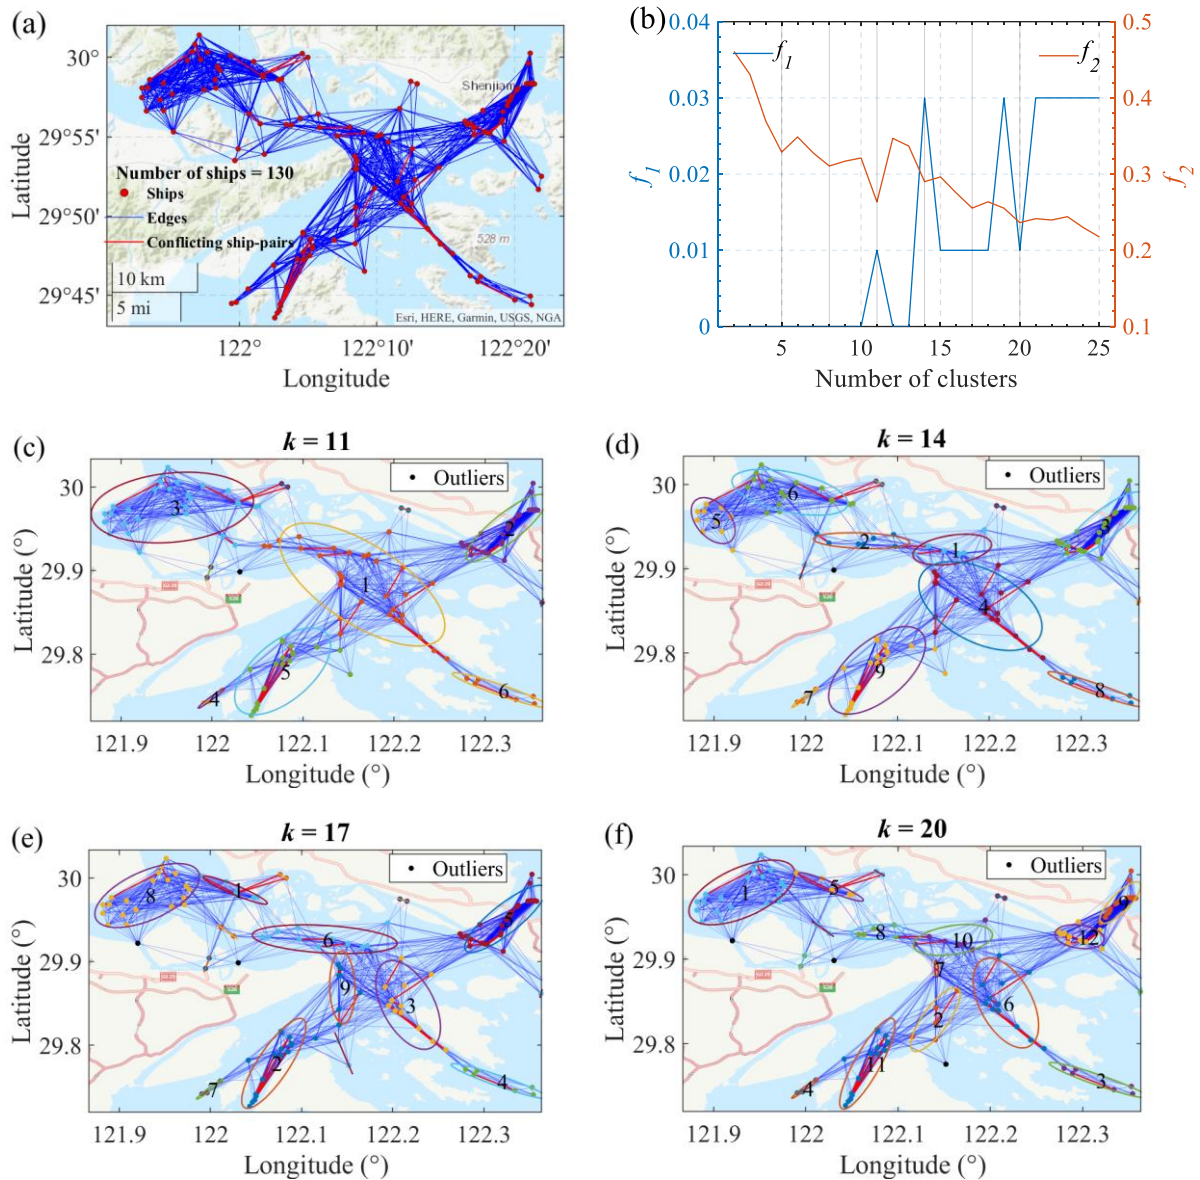 (a)
30°
29°55'
29°50'
29°45'
Latitude
Shenjiam
Number of ships = 130
Ships
Edges
Conflicting ship-pairs
528 m
10 km
5 mi
Esri, HERE, Garmin, USGS, NGA
122° 122°10' 122°20'
Longitude
(b)
0.04 0.5
f1 f2
0.03 0.4
0.02 0.3
0.01 0.2
0 0.1
f1 f2
5 10 15 20 25
Number of clusters
(c)
k = 11
Outliers
30
29.9
29.8
Latitude (°)
3
2
1
5
4
6
121.9 122 122.1 122.2 122.3
Longitude (°)
(d)
k = 14
Outliers
30
29.9
29.8
Latitude (°)
6
5
3
2
1
4
9
7
8
121.9 122 122.1 122.2 122.3
Longitude (°)
(e)
k = 17
Outliers
30
29.9
29.8
Latitude (°)
8
1
5
6
9
3
2
7
4
121.9 122 122.1 122.2 122.3
Longitude (°)
(f)
k = 20
Outliers
30
29.9
29.8
Latitude (°)
1
5
9
8
10
12
7
6
2
11
4
3
121.9 122 122.1 122.2 122.3
Longitude (°)